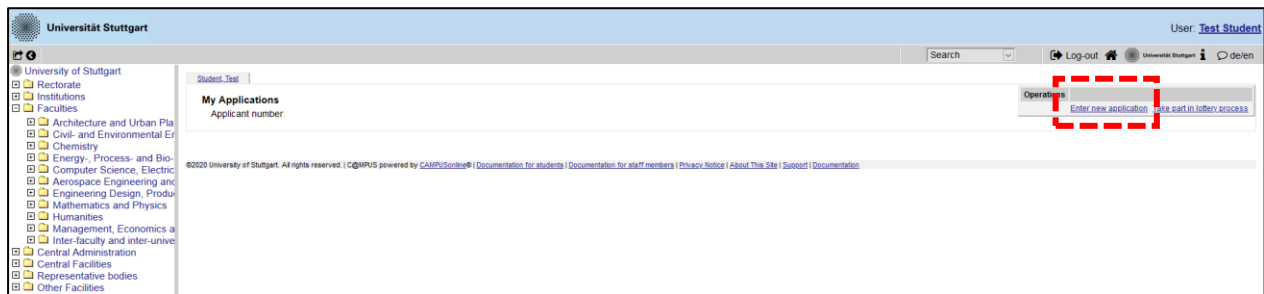 Universität Stuttgart
User: Test Student
Search
Log-out
Universität Stuttgart
de/en
University of Stuttgart
Rectorate
Institutions
Faculties
Architecture and Urban Pla
Civil- and Environmental Er
Chemistry
Energy-, Process- and Bio-
Computer Science, Electric
Aerospace Engineering and
Engineering Design, Produ
Mathematics and Physics
Humanities
Management, Economics a
Inter-faculty and inter-unive
Central Administration
Central Facilities
Representative bodies
Other Facilities
Student, Test
My Applications
Applicant number:
Operations
Enter new application Take part in lottery process
©2020 University of Stuttgart. All rights reserved. | C@MPUS powered by CAMPUSonline® | Documentation for students | Documentation for staff members | Privacy Notice | About This Site | Support | Documentation